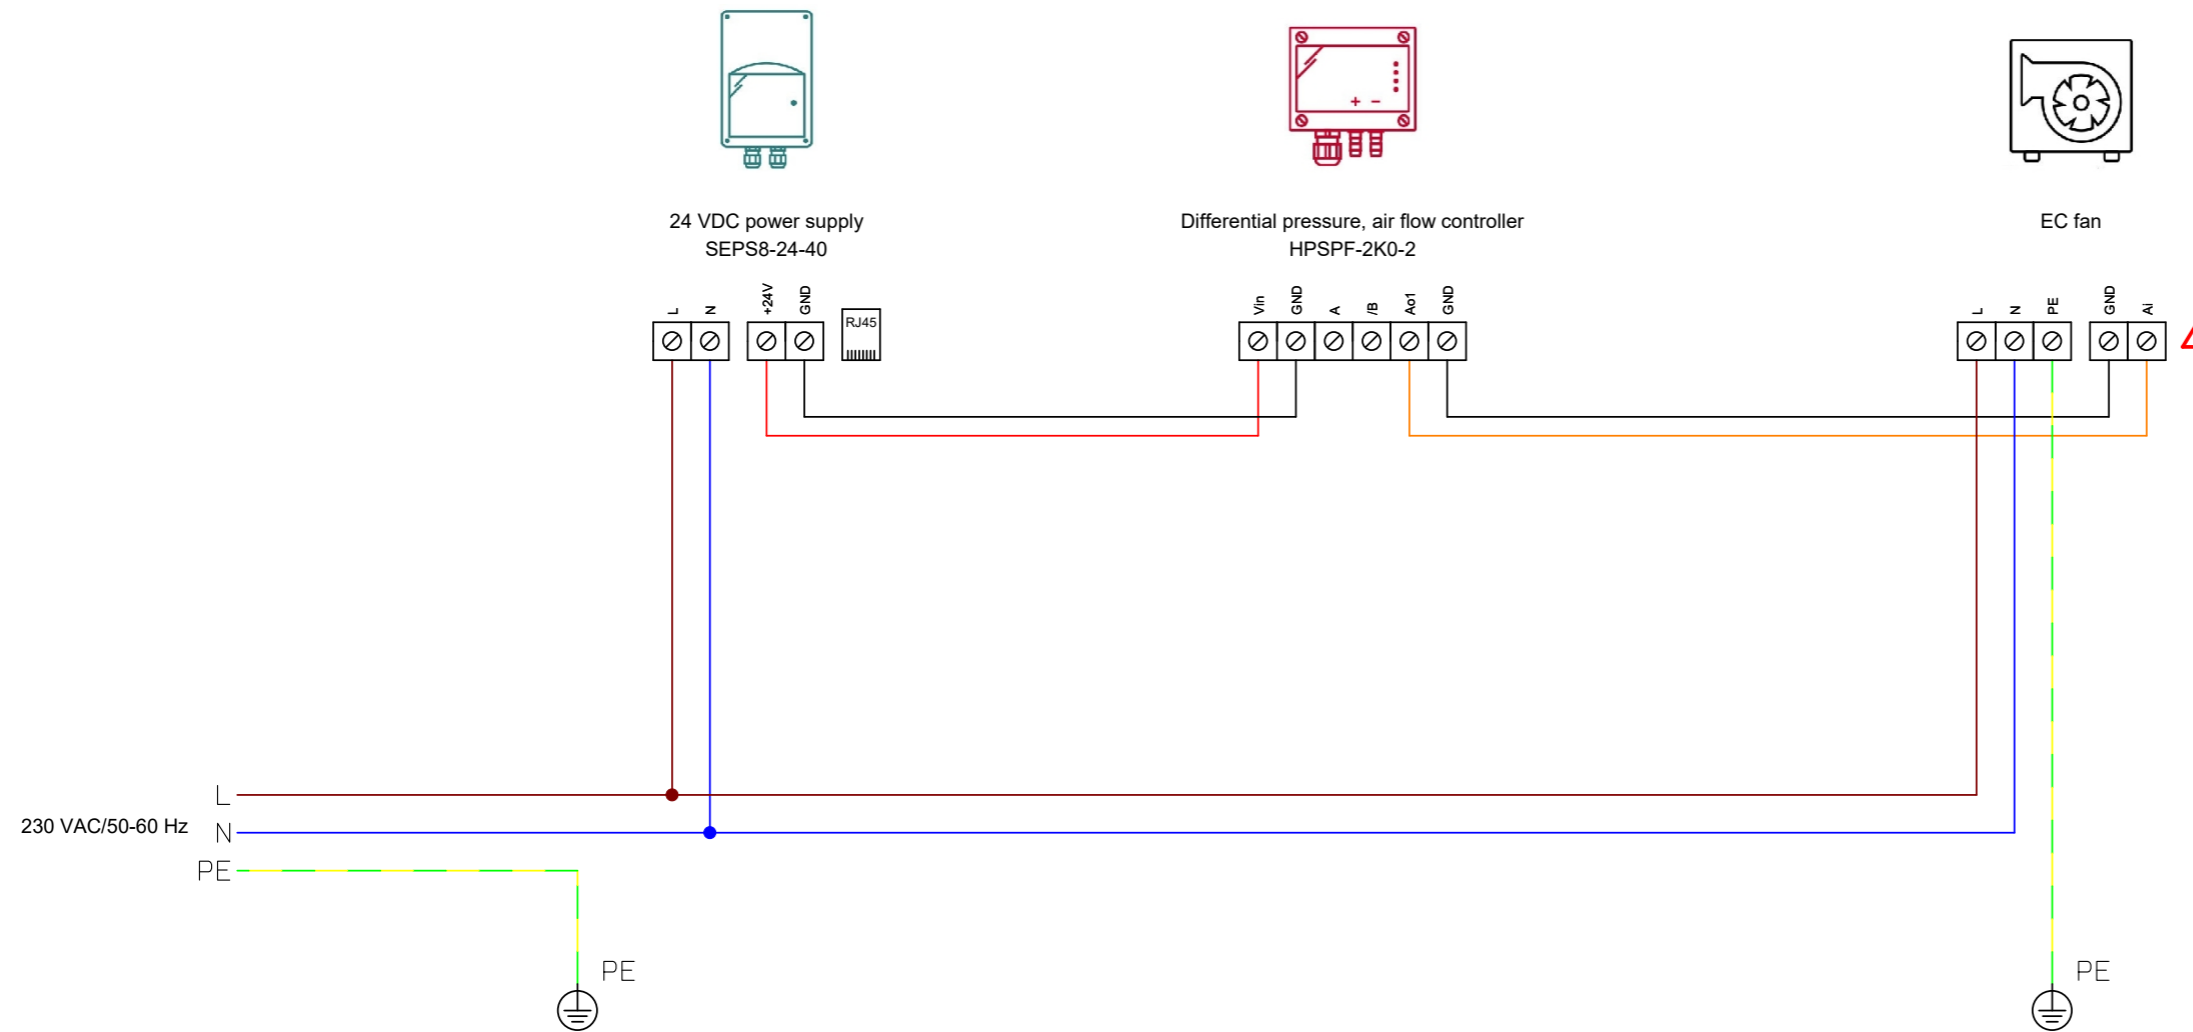 24 VDC power supply
SEPS8-24-40
Differential pressure, air flow controller
HPSPF-2K0-2
EC fan
L N +24V GND RJ45
Vin GND A /B Ao1 GND
L N PE GND Ai
L
230 VAC/50-60 Hz N
PE
PE
PE